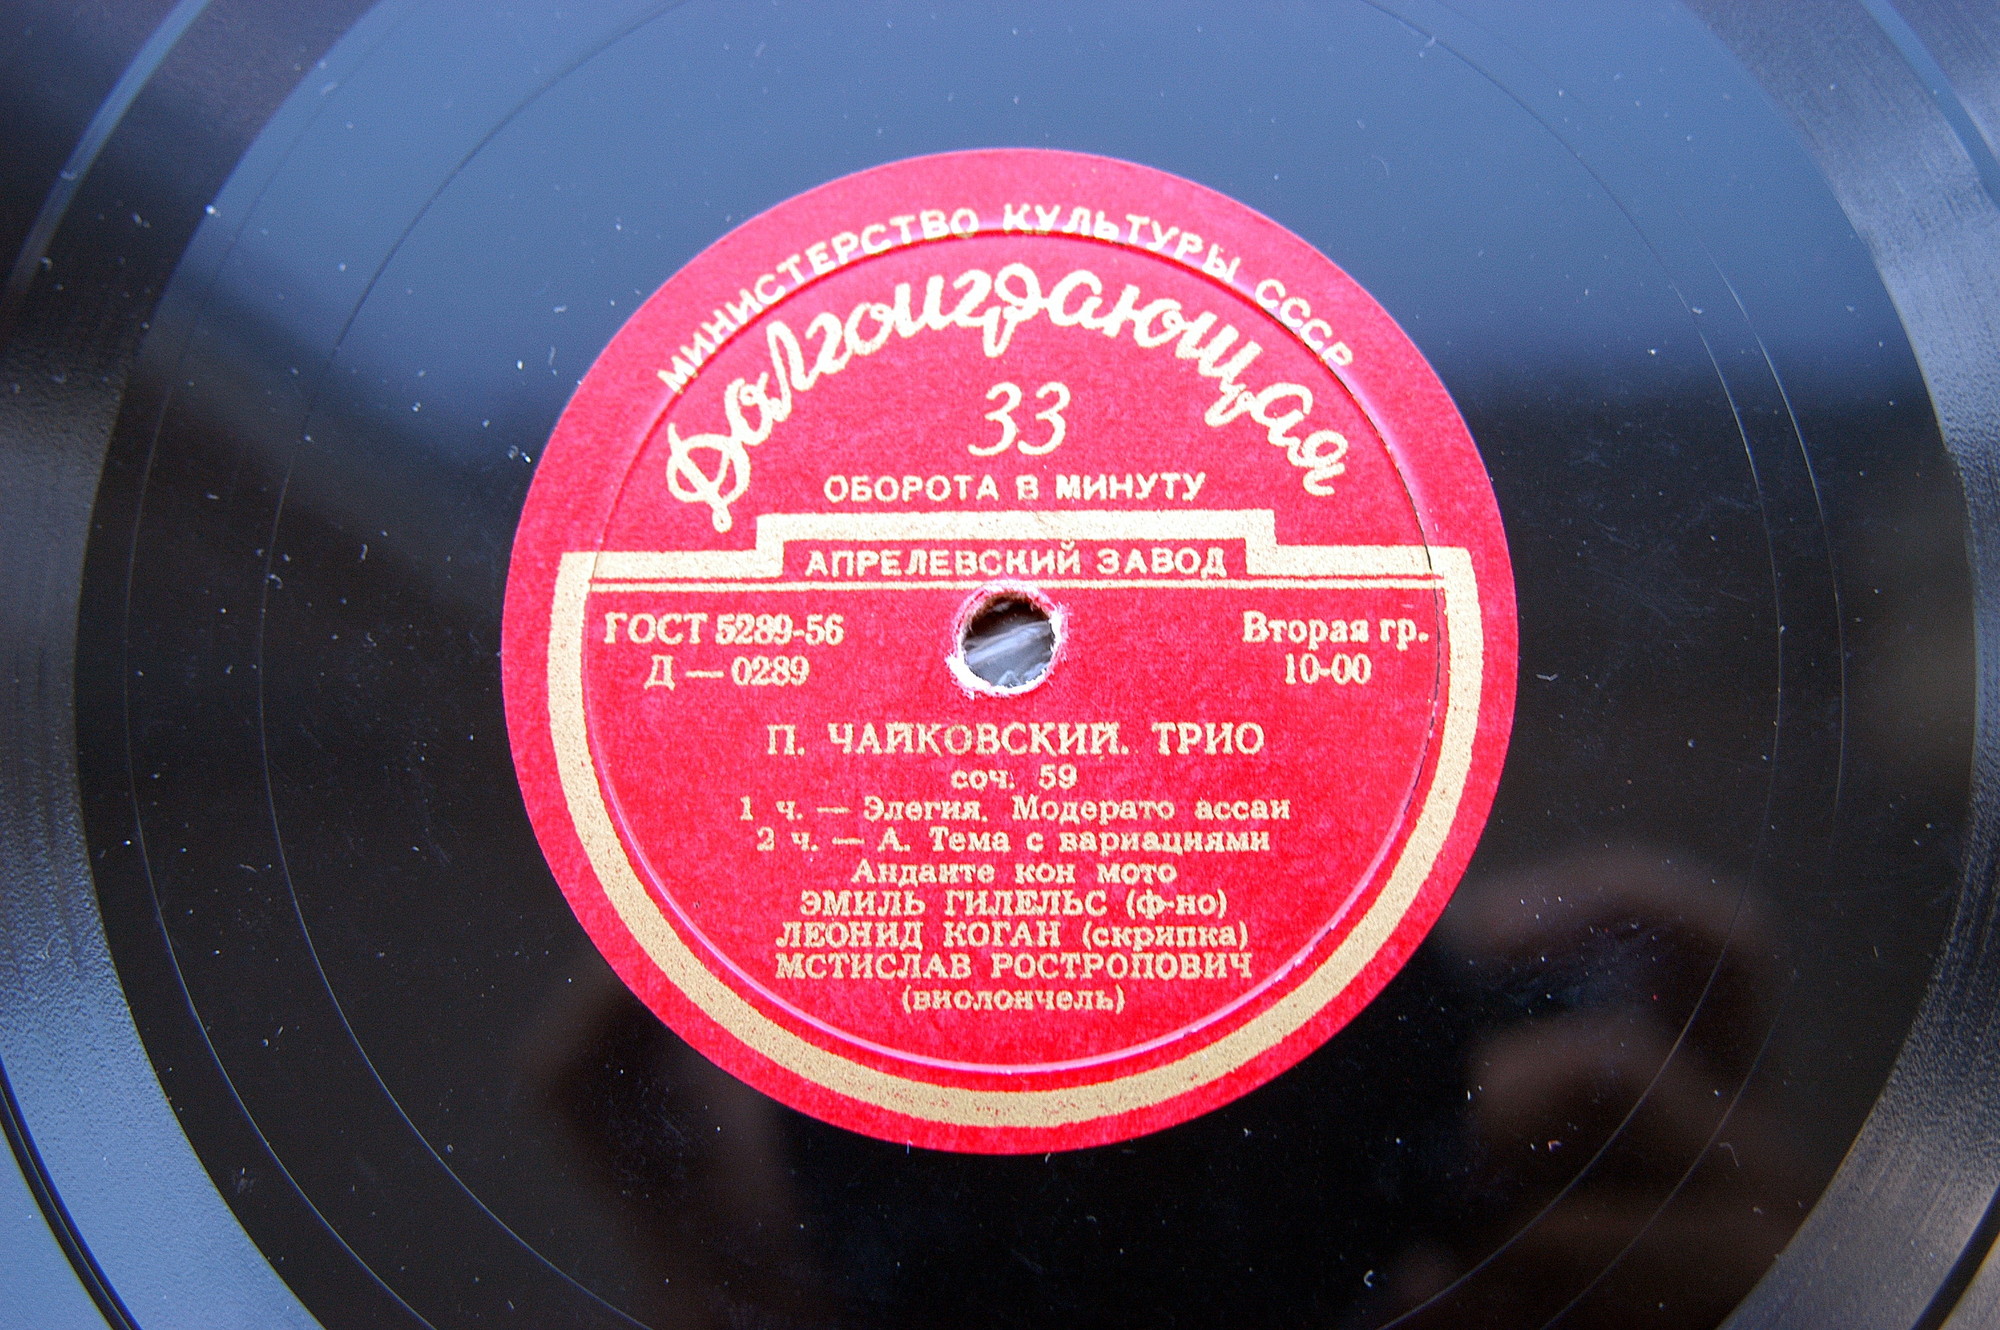 МИНИСТЕРСТВО КУЛЬТУРЫ СССР
Долгоиграющая
33
ОБОРОТА В МИНУТУ
АПРЕЛЕВСКИЙ ЗАВОД
ГОСТ 5289-56
Д — 0289
Вторая гр.
10-00
П. ЧАЙКОВСКИЙ. ТРИО
соч. 59
1 ч. — Элегия. Модерато ассаи
2 ч. — А. Тема с вариациями
Анданте кон мото
ЭМИЛЬ ГИЛЕЛЬС (ф-но)
ЛЕОНИД КОГАН (скрипка)
МСТИСЛАВ РОСТРОПОВИЧ
(виолончель)